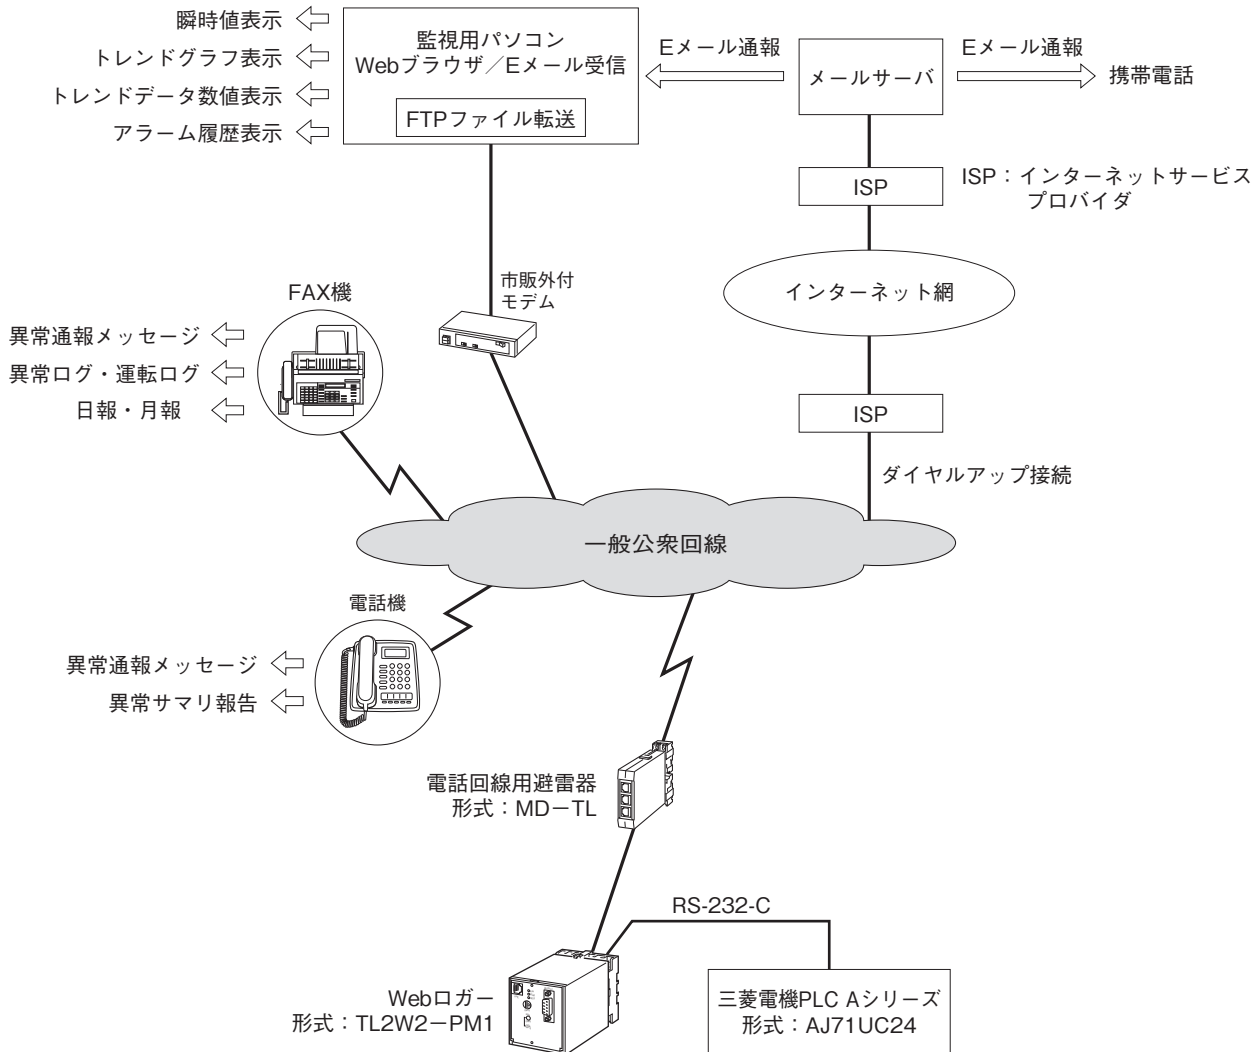 瞬時値表示
トレンドグラフ表示
トレンドデータ数値表示
アラーム履歴表示
監視用パソコン
Webブラウザ／Eメール受信
FTPファイル転送
Eメール通報
メールサーバ
Eメール通報
携帯電話
ISP
ISP：インターネットサービス
プロバイダ
インターネット網
市販外付
モデム
FAX機
異常通報メッセージ
異常ログ・運転ログ
日報・月報
ISP
ダイヤルアップ接続
一般公衆回線
電話機
異常通報メッセージ
異常サマリ報告
電話回線用避雷器
形式：MD－TL
RS-232-C
Webロガー
形式：TL2W2－PM1
三菱電機PLC Aシリーズ
形式：AJ71UC24